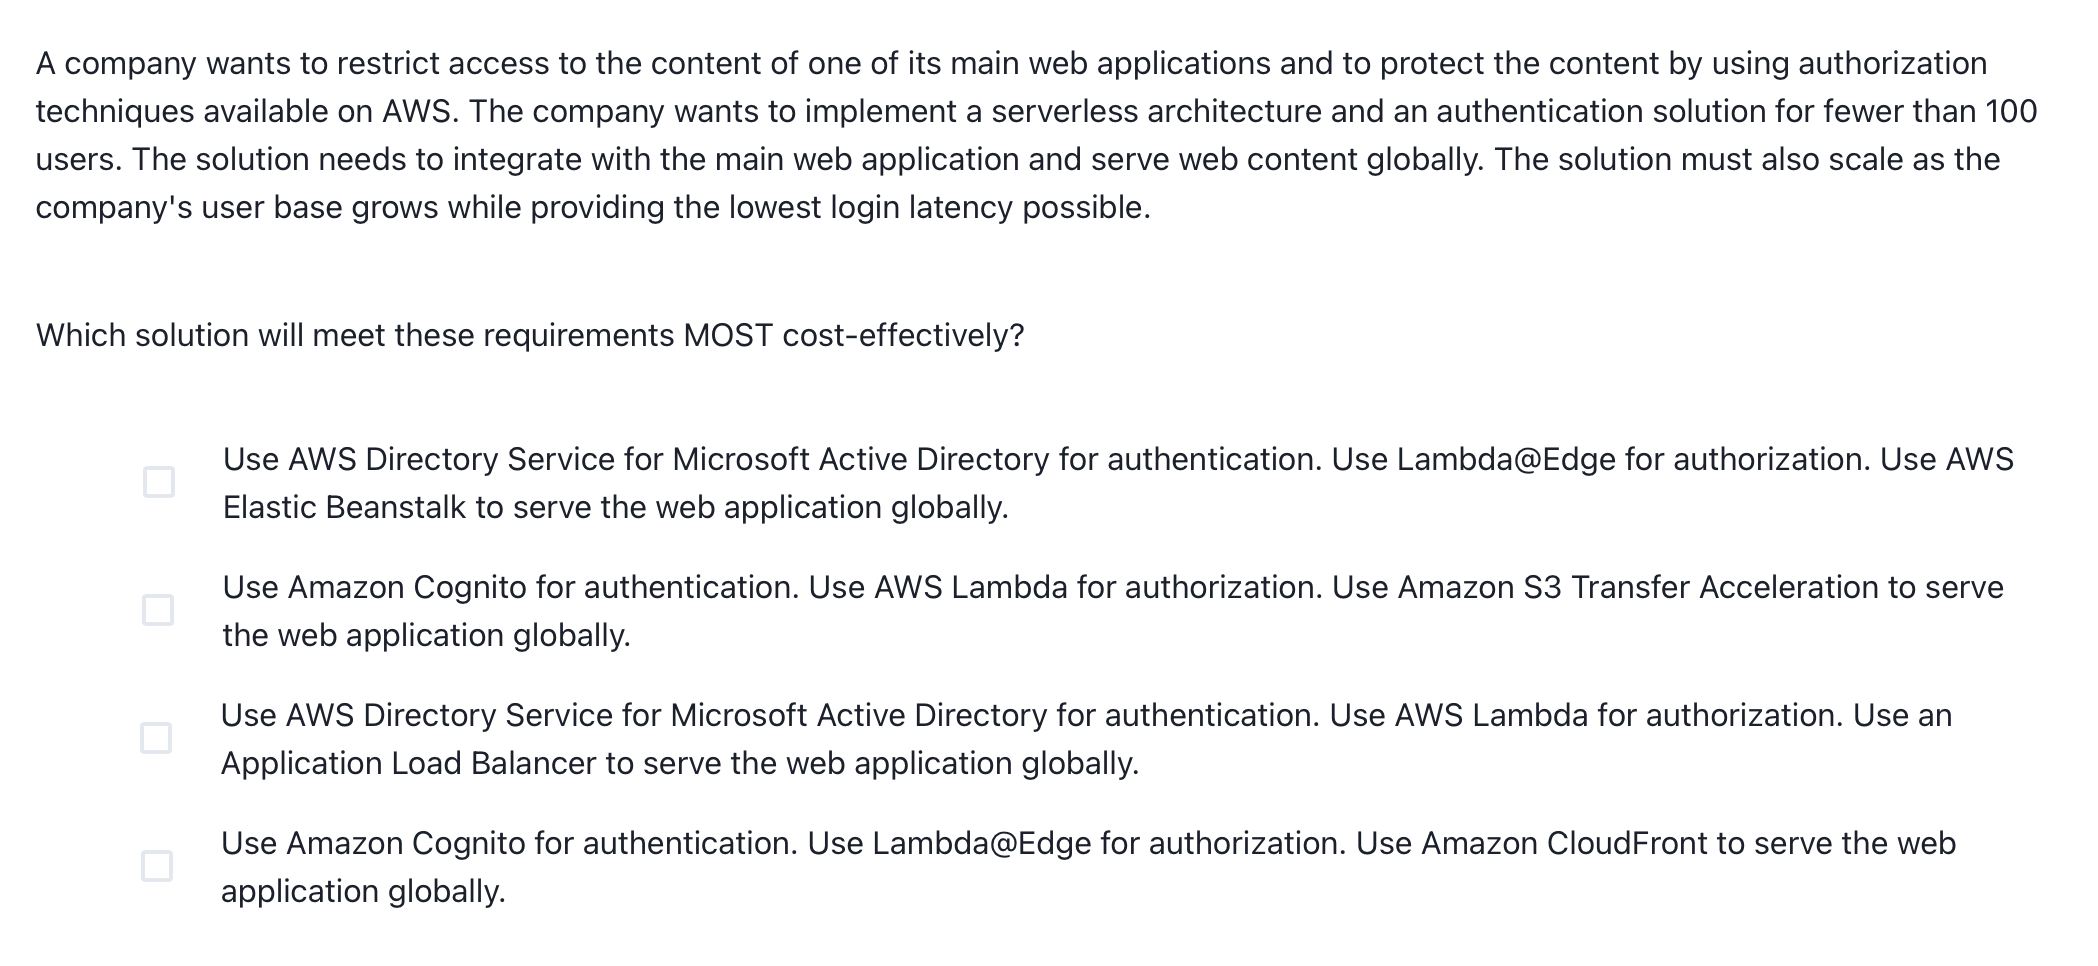 A company wants to restrict access to the content of one of its main web applications and to protect the content by using authorization
techniques available on AWS. The company wants to implement a serverless architecture and an authentication solution for fewer than 100
users. The solution needs to integrate with the main web application and serve web content globally. The solution must also scale as the
company's user base grows while providing the lowest login latency possible.
Which solution will meet these requirements MOST cost-effectively?
Use AWS Directory Service for Microsoft Active Directory for authentication. Use Lambda@Edge for authorization. Use AWS
Elastic Beanstalk to serve the web application globally.
Use Amazon Cognito for authentication. Use AWS Lambda for authorization. Use Amazon S3 Transfer Acceleration to serve
the web application globally.
Use AWS Directory Service for Microsoft Active Directory for authentication. Use AWS Lambda for authorization. Use an
Application Load Balancer to serve the web application globally.
Use Amazon Cognito for authentication. Use Lambda@Edge for authorization. Use Amazon CloudFront to serve the web
application globally.